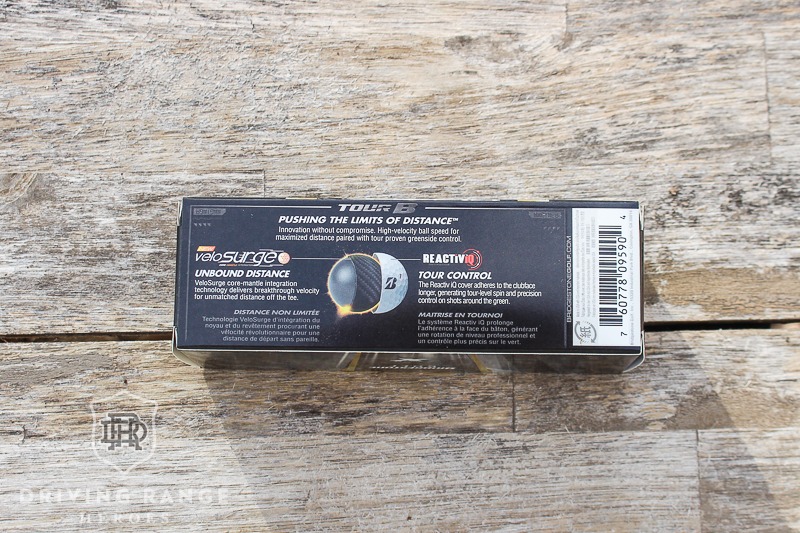 TOUR B
PUSHING THE LIMITS OF DISTANCE™
Innovation without compromise. High-velocity ball speed for
maximized distance paired with tour proven greenside control.
veloSurge
UNBOUND DISTANCE
VeloSurge core-mantle integration
technology delivers breakthrough velocity
for unmatched distance off the tee.
DISTANCE NON LIMITÉE
Technologie VeloSurge d'intégration du
noyau et du revêtement procurant une
vélocité révolutionnaire pour une
distance de départ sans pareille.
B
1
REACTIV iQ
TOUR CONTROL
The Reactiv iQ cover adheres to the clubface
longer, generating tour-level spin and precision
control on shots around the green.
MAITRISE EN TOURNOI
Le système Reactiv iQ prolonge
l'adhérence à la face du bâton, générant
une rotation de niveau professionnel et
un contrôle plus précis sur le vert.
BRIDGESTONEGOLF.COM
7 60778 09590 4
DRH
DRIVING RANGE
HEROES